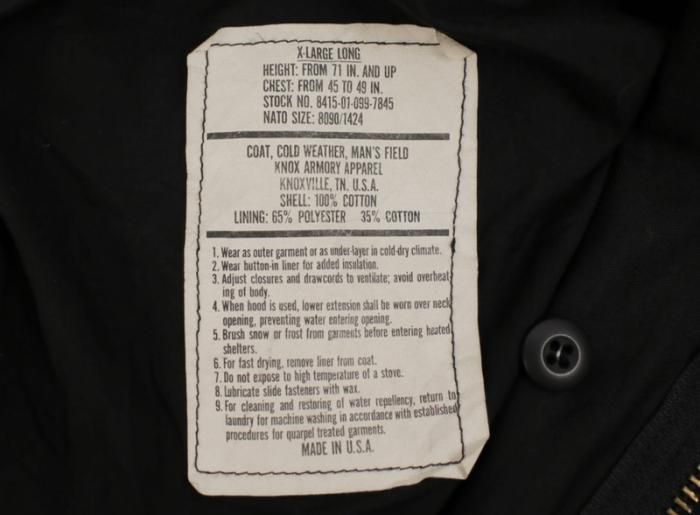 X-LARGE LONG
HEIGHT: FROM 71 IN. AND UP
CHEST: FROM 45 TO 49 IN.
STOCK NO. 8415-01-099-7845
NATO SIZE: 8090/1424
COAT, COLD WEATHER, MAN'S FIELD
KNOX ARMORY APPAREL
KNOXVILLE, TN. U.S.A.
SHELL: 100% COTTON
LINING: 65% POLYESTER 35% COTTON
1. Wear as outer garment or as under-layer in cold-dry climate.
2. Wear button-in liner for added insulation.
3. Adjust closures and drawcords to ventilate; avoid overheat-
ing of body.
4. When hood is used, lower extension shall be worn over neck
opening, preventing water entering opening.
5. Brush snow or frost from garments before entering heated
shelters.
6. For fast drying, remove liner from coat.
7. Do not expose to high temperature of a stove.
8. Lubricate slide fasteners with wax.
9. For cleaning and restoring of water repellency, return to
laundry for machine washing in accordance with established
procedures for quarpel treated garments.
MADE IN U.S.A.